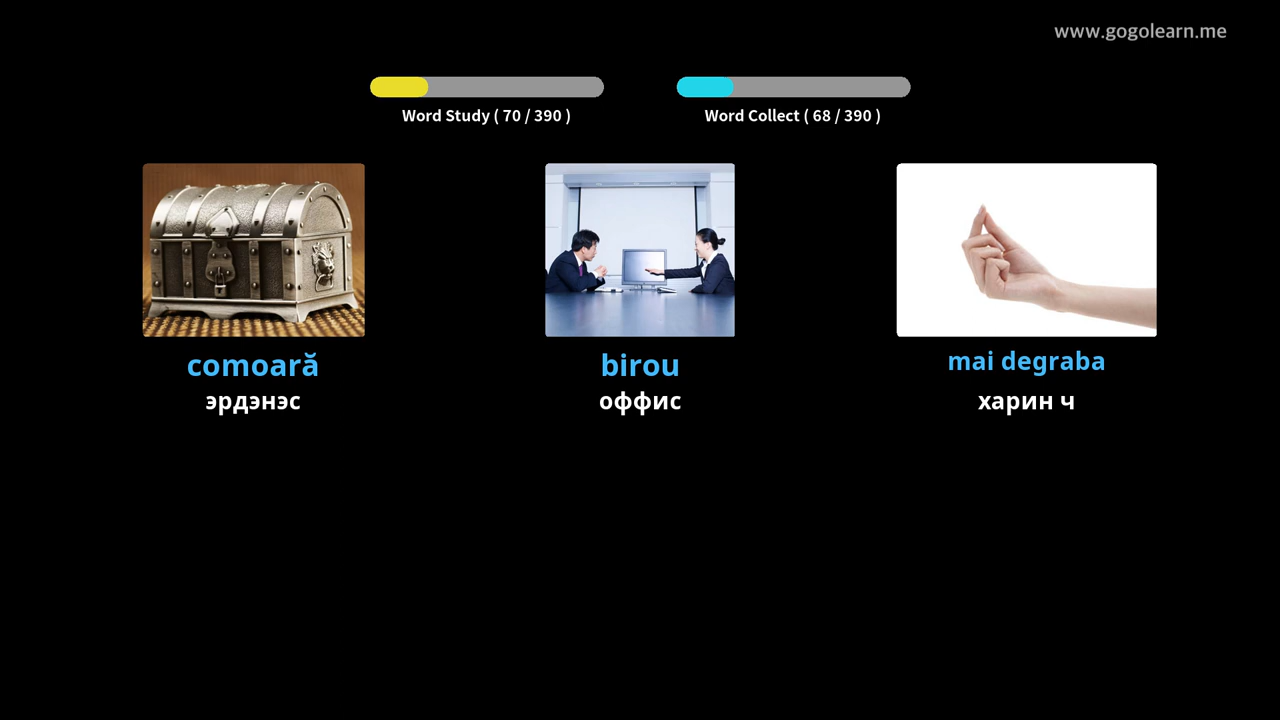 www.gogolearn.me
Word Study ( 70 / 390 )
Word Collect ( 68 / 390 )
comoară
эрдэнэс
birou
оффис
mai degraba
харин ч